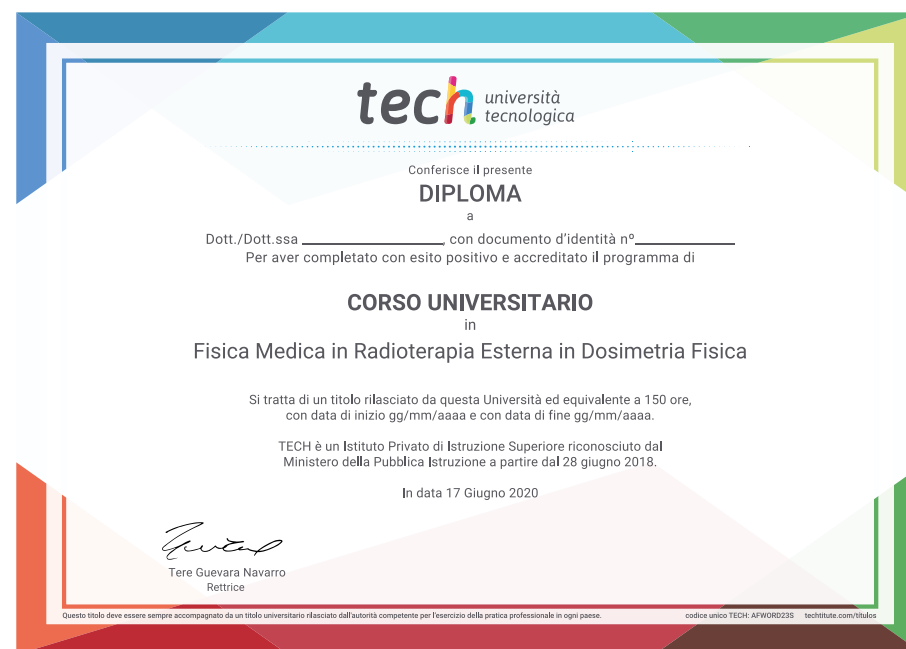 tech università
tecnologica
Conferisce il presente
DIPLOMA
a
Dott./Dott.ssa ____________________, con documento d'identità nº______________
Per aver completato con esito positivo e accreditato il programma di
CORSO UNIVERSITARIO
in
Fisica Medica in Radioterapia Esterna in Dosimetria Fisica
Si tratta di un titolo rilasciato da questa Università ed equivalente a 150 ore,
con data di inizio gg/mm/aaaa e con data di fine gg/mm/aaaa.
TECH è un Istituto Privato di Istruzione Superiore riconosciuto dal
Ministero della Pubblica Istruzione a partire dal 28 giugno 2018.
In data 17 Giugno 2020
Tere Guevara Navarro
Rettrice
Questo titolo deve essere sempre accompagnato da un titolo universitario rilasciato dall'autorità competente per l'esercizio della pratica professionale in ogni paese. codice unico TECH: AFWORD23S techtitute.com/titulos